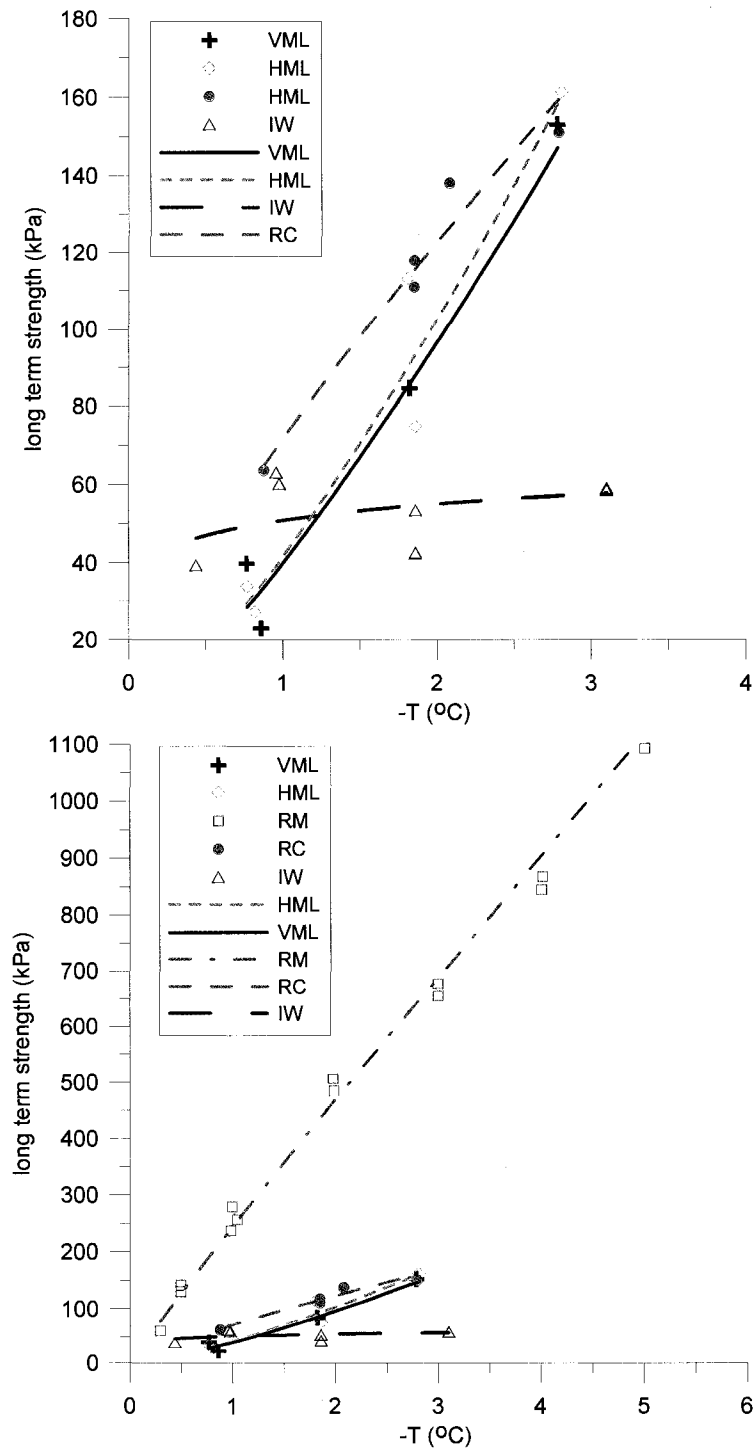 180
160
140
120
100
80
60
40
20
long term strength (kPa)
VML
HML
HML
IW
VML
HML
IW
RC
0
1
2
3
4
-T (ºC)
1100
1000
900
800
700
600
500
400
300
200
100
0
long term strength (kPa)
VML
HML
RM
RC
IW
HML
VML
RM
RC
IW
0
1
2
3
4
5
6
-T (ºC)